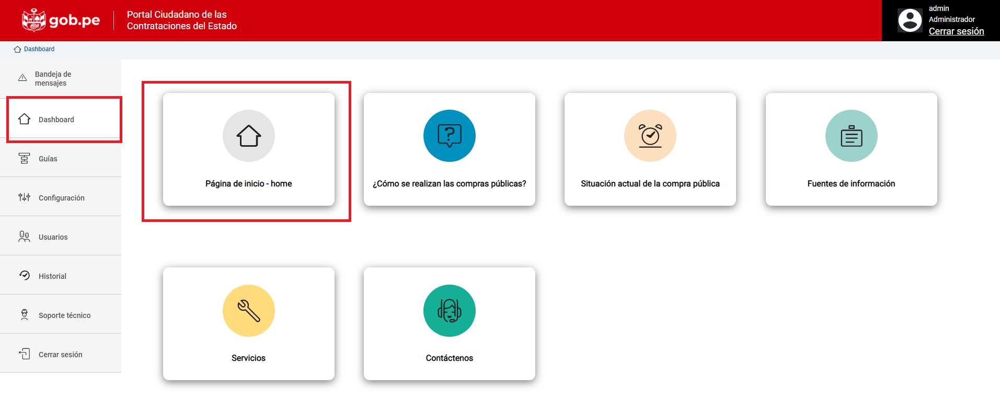 gob.pe
Portal Ciudadano de las
Contrataciones del Estado
admin
Administrador
Cerrar sesión
Dashboard
Bandeja de
mensajes
Dashboard
Guías
Configuración
Usuarios
Historial
Soporte técnico
Cerrar sesión
Página de inicio - home
¿Cómo se realizan las compras públicas?
Situación actual de la compra pública
Fuentes de información
Servicios
Contáctenos